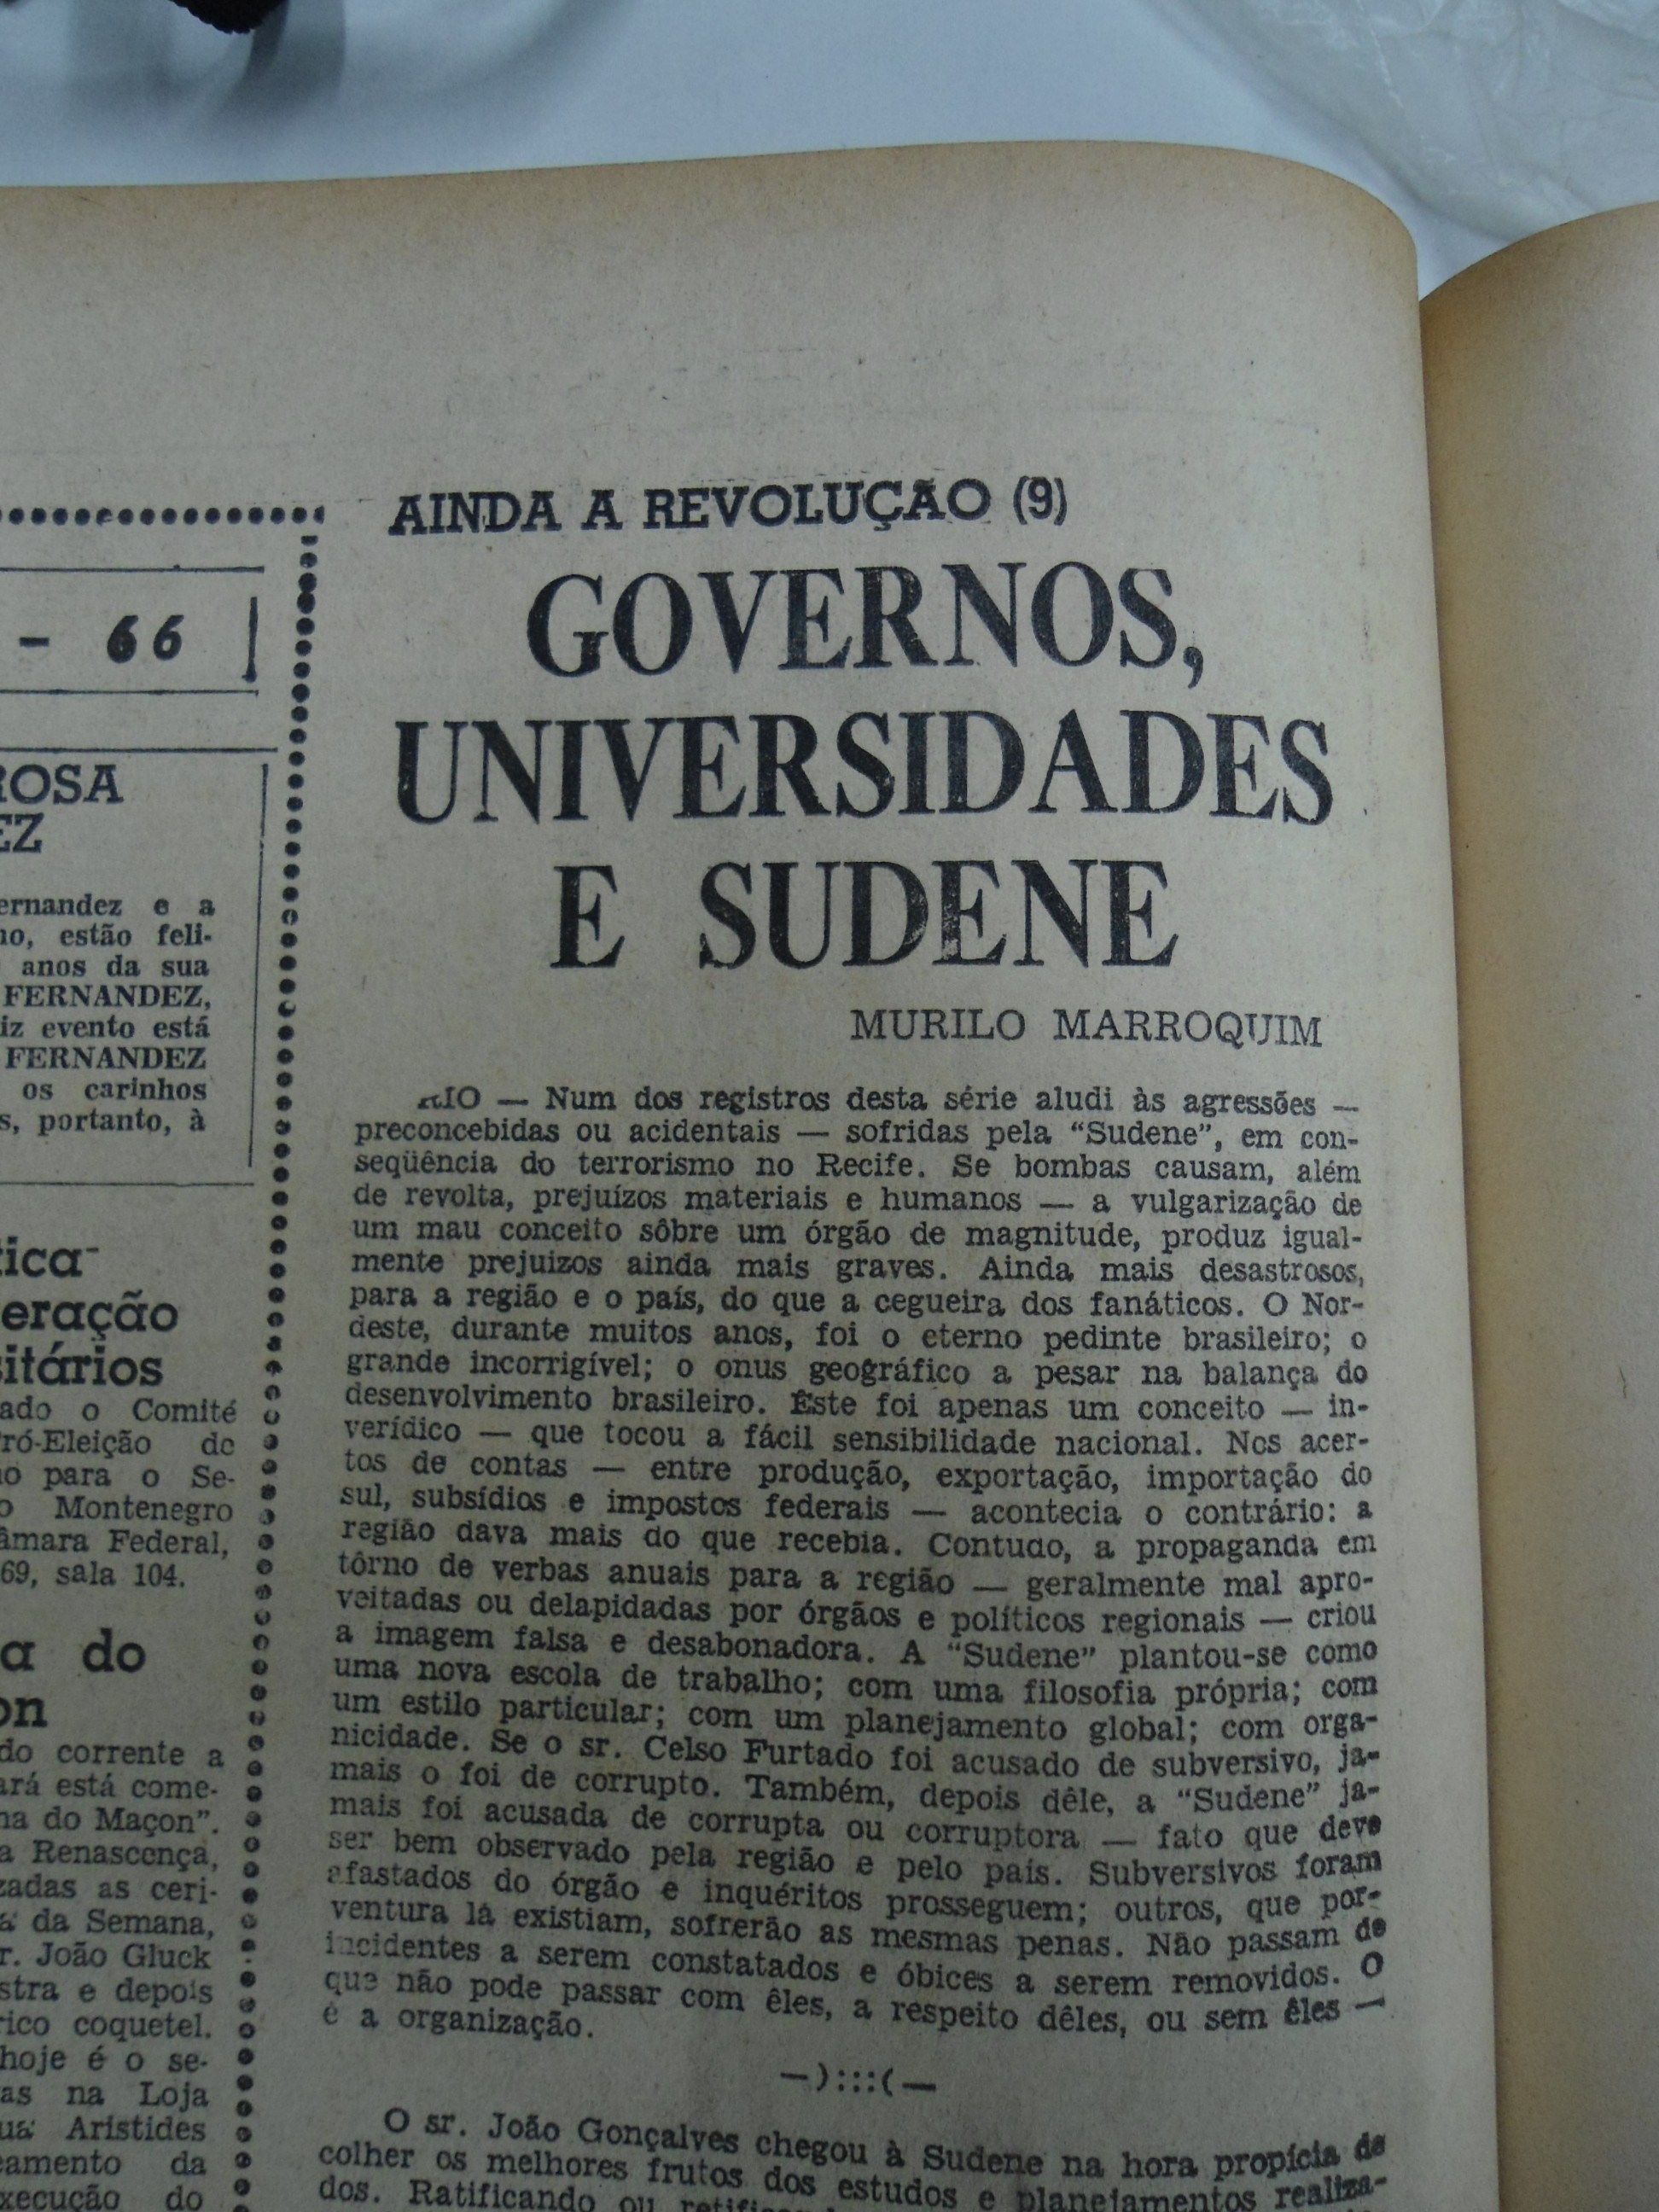 - 66
ROSA
EZ
ernandez e a
no, estão feli-
anos da sua
FERNANDEZ,
iz evento está
FERNANDEZ
os carinhos
s, portanto, à
tica-
eração
sitários
ado o Comité
Pró-Eleição de
no para o Se-
o Montenegro
âmara Federal,
69, sala 104.
a do
on
do corrente a
ará está come-
na do Maçon".
a Renascença,
zadas as ceri-
a da Semana,
r. João Gluck
stra e depois
rico coquetel.
hoje é o se-
as na Loja
ua Aristides
eamento da
xecução do
AINDA A REVOLUÇÃO (9)
GOVERNOS,
UNIVERSIDADES
E SUDENE
MURILO MARROQUIM
RIO — Num dos registros desta série aludi às agressões —
preconcebidas ou acidentais — sofridas pela "Sudene", em con-
seqüência do terrorismo no Recife. Se bombas causam, além
de revolta, prejuízos materiais e humanos — a vulgarização de
um mau conceito sôbre um órgão de magnitude, produz igual-
mente prejuizos ainda mais graves. Ainda mais desastrosos,
para a região e o país, do que a cegueira dos fanáticos. O Nor-
deste, durante muitos anos, foi o eterno pedinte brasileiro; o
grande incorrigível; o onus geográfico a pesar na balança do
desenvolvimento brasileiro. Êste foi apenas um conceito — in-
verídico — que tocou a fácil sensibilidade nacional. Nos acer-
tos de contas — entre produção, exportação, importação do
sul, subsídios e impostos federais — acontecia o contrário: a
região dava mais do que recebia. Contudo, a propaganda em
tôrno de verbas anuais para a região — geralmente mal apro-
veitadas ou delapidadas por órgãos e políticos regionais — criou
a imagem falsa e desabonadora. A "Sudene" plantou-se como
uma nova escola de trabalho; com uma filosofia própria; com
um estilo particular; com um planejamento global; com orga-
nicidade. Se o sr. Celso Furtado foi acusado de subversivo, ja-
mais o foi de corrupto. Também, depois dêle, a "Sudene" ja-
mais foi acusada de corrupta ou corruptora — fato que deve
ser bem observado pela região e pelo país. Subversivos foram
afastados do órgão e inquéritos prosseguem; outros, que por-
ventura lá existiam, sofrerão as mesmas penas. Não passam de
incidentes a serem constatados e óbices a serem removidos. O
que não pode passar com êles, a respeito dêles, ou sem êles —
é a organização.
—):::(—
O sr. João Gonçalves chegou à Sudene na hora propícia de
colher os melhores frutos dos estudos e planejamentos realiza-
dos. Ratificando ou